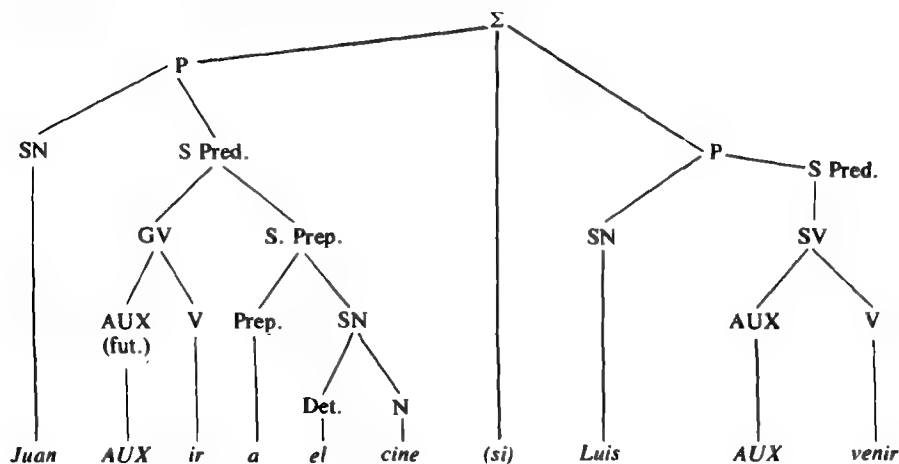 Σ
P
SN S Pred. P S Pred.
GV S. Prep. SN SV
AUX V Prep. SN AUX V
(fut.)
Det. N
Juan AUX ir a el cine (si) Luis AUX venir